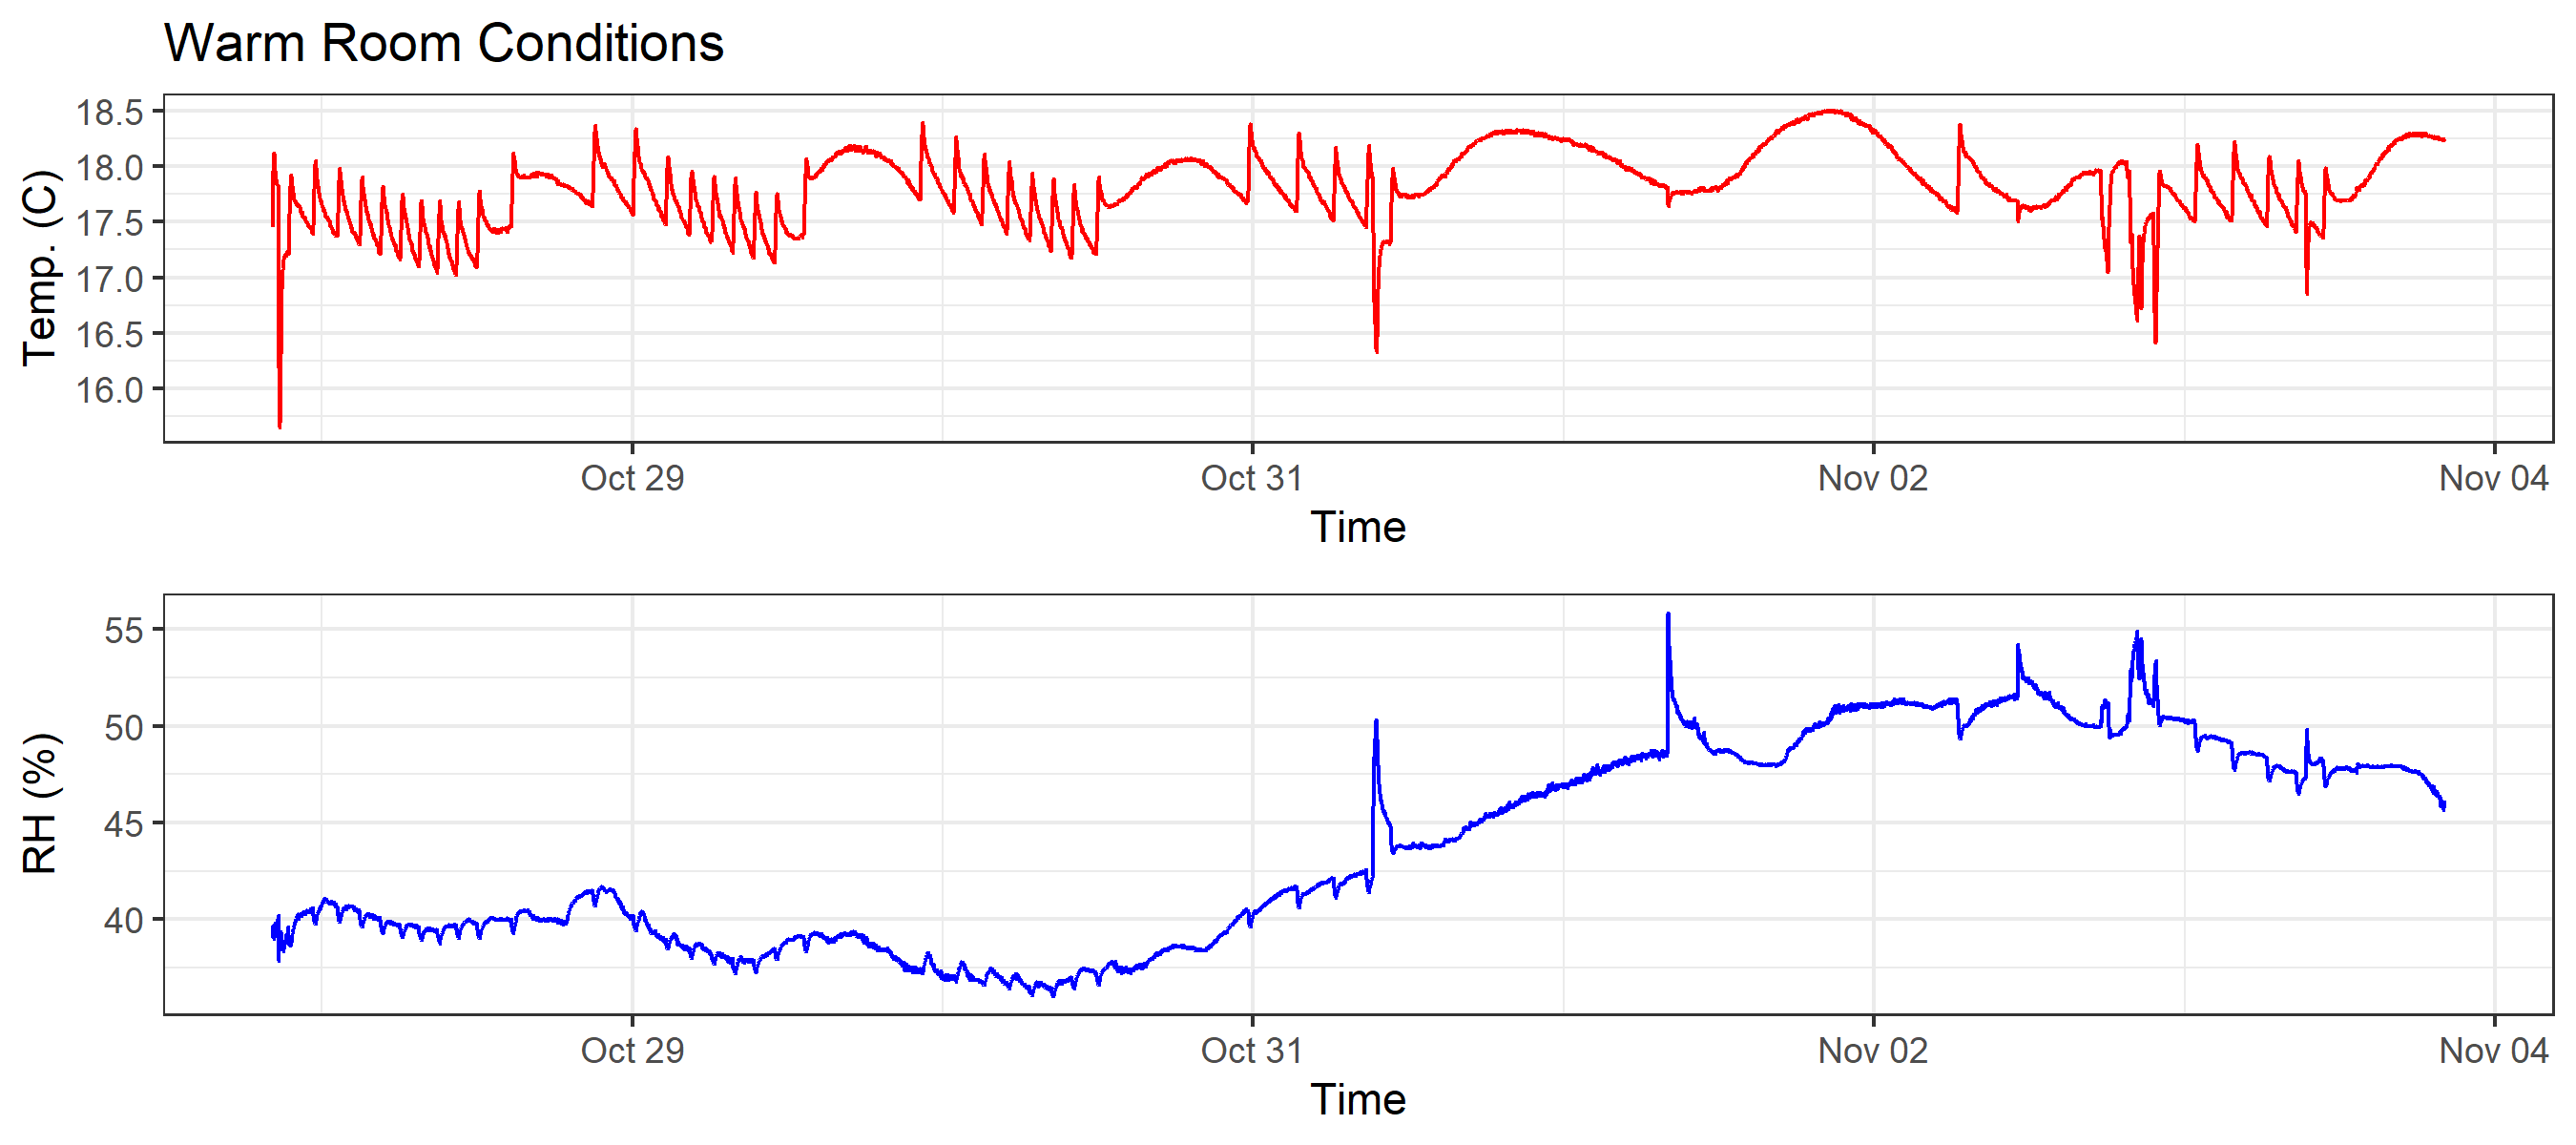 Warm Room Conditions
Temp. (C)
18.5
18.0
17.5
17.0
16.5
16.0
Oct 29 Oct 31 Nov 02 Nov 04
Time
RH (%)
55
50
45
40
Oct 29 Oct 31 Nov 02 Nov 04
Time